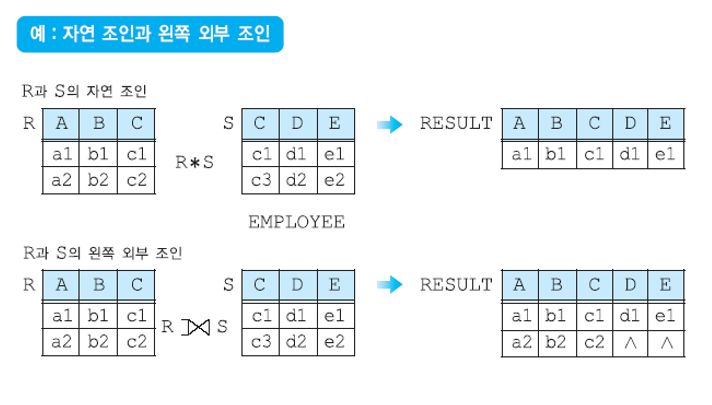 예 : 자연 조인과 왼쪽 외부 조인
R과 S의 자연 조인
R A B C S C D E RESULT A B C D E
a1 b1 c1 R*S c1 d1 e1 a1 b1 c1 d1 e1
a2 b2 c2 c3 d2 e2
EMPLOYEE
R과 S의 왼쪽 외부 조인
R A B C S C D E RESULT A B C D E
a1 b1 c1 R ⟕ S c1 d1 e1 a1 b1 c1 d1 e1
a2 b2 c2 c3 d2 e2 a2 b2 c2 ∧ ∧